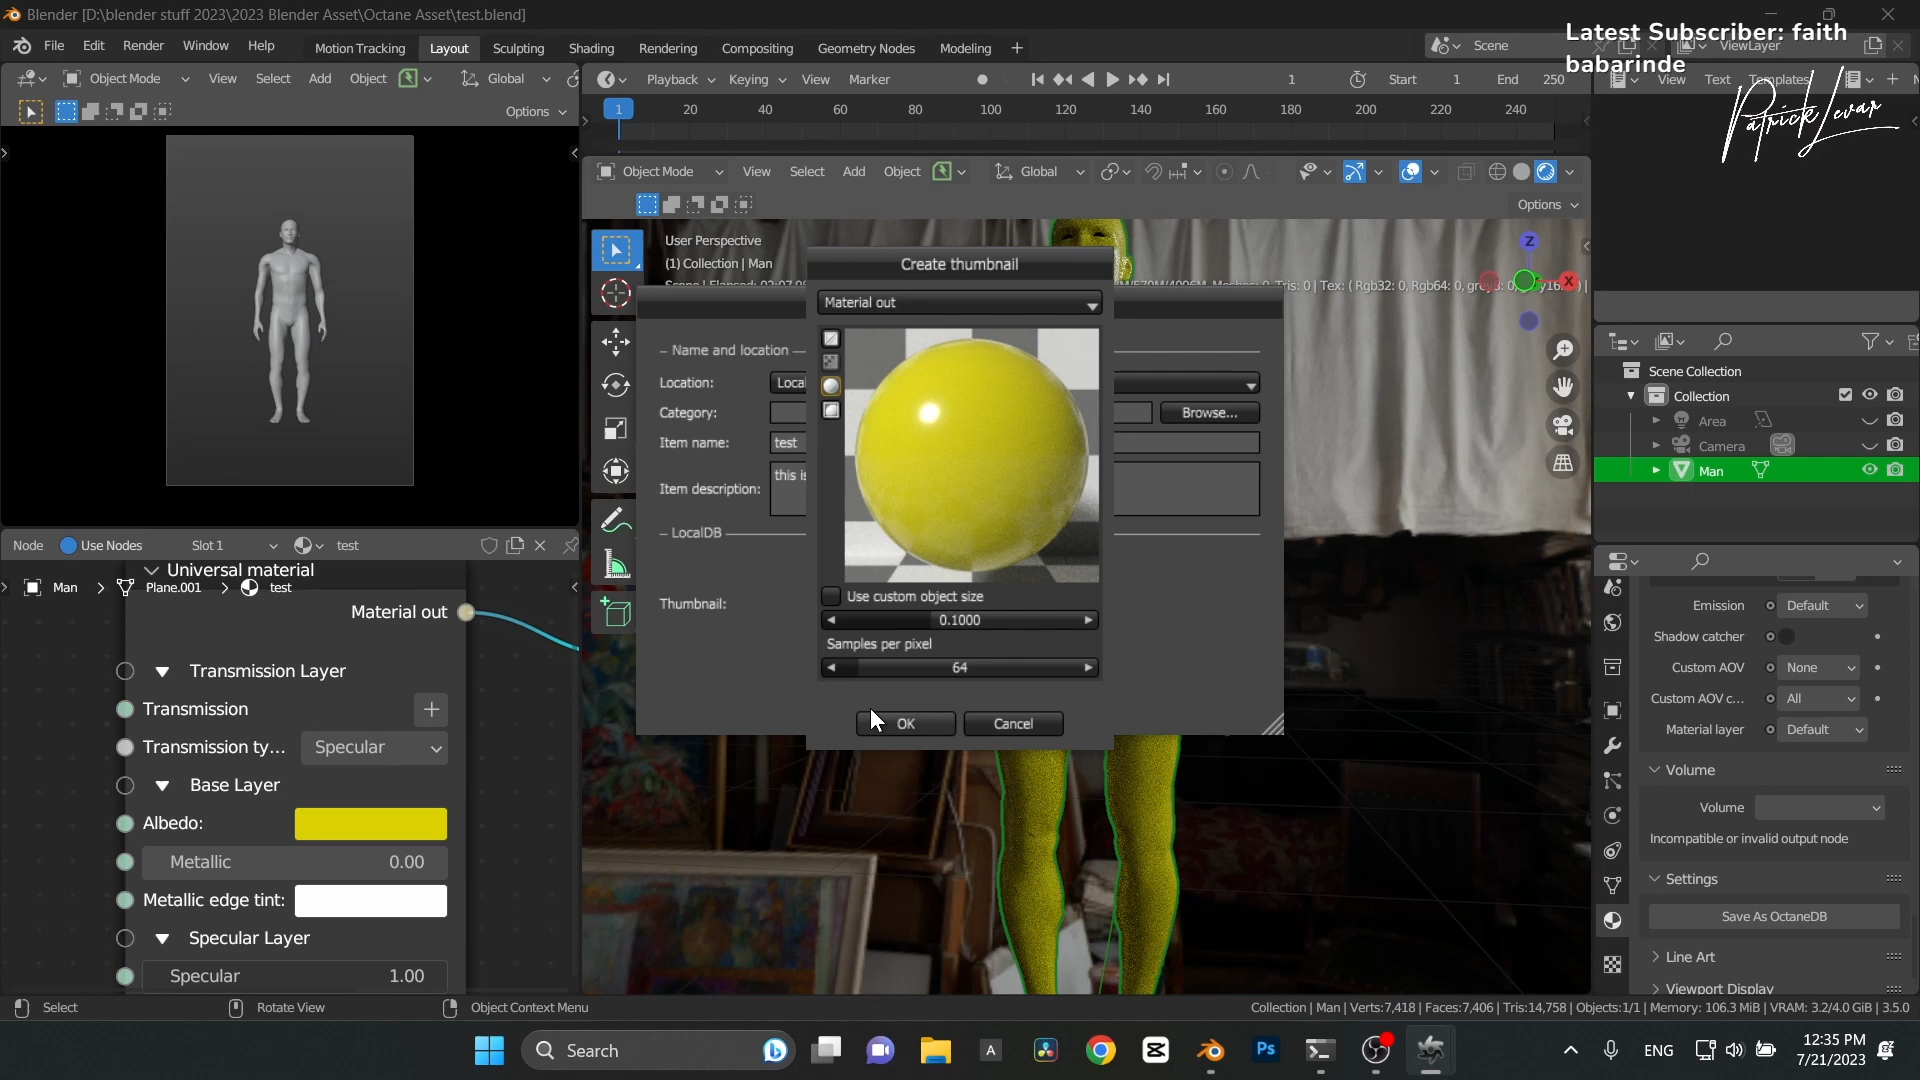 Blender [D:\blender stuff 2023\2023 Blender Asset\Octane Asset\test.blend]
Latest Subscriber: faith
babarinde
File Edit Render Window Help Motion Tracking Layout Sculpting Shading Rendering Compositing Geometry Nodes Modeling + Scene ViewLayer
Object Mode View Select Add Object Global
Playback Keying View Marker 1 Start 1 End 250
View Text Templates
Patrick Levar
Options
1 20 40 60 80 100 120 140 160 180 200 220 240
Object Mode View Select Add Object Global
Options
User Perspective
(1) Collection | Man
Z
X
Create thumbnail
Material out
Name and location
Location: Local
Category: Browse...
Item name: test
Item description: this is
LocalDB
Thumbnail:
Use custom object size
0.1000
Samples per pixel
64
OK Cancel
Scene Collection
Collection
Area
Camera
Man
Node Use Nodes Slot 1 test
Universal material
Man > Plane.001 > test
Material out
Transmission Layer
Transmission
Transmission ty... Specular
Base Layer
Albedo:
Metallic 0.00
Metallic edge tint:
Specular Layer
Specular 1.00
Emission Default
Shadow catcher
Custom AOV None
Custom AOV c... All
Material layer Default
Volume
Volume
Incompatible or invalid output node
Settings
Save As OctaneDB
Line Art
Viewport Display
Select Rotate View Object Context Menu
Collection | Man | Verts:7,418 | Faces:7,406 | Tris:14,758 | Objects:1/1 | Memory: 106.3 MiB | VRAM: 3.2/4.0 GiB | 3.5.0
Search
A
Ps
ENG
12:35 PM
7/21/2023